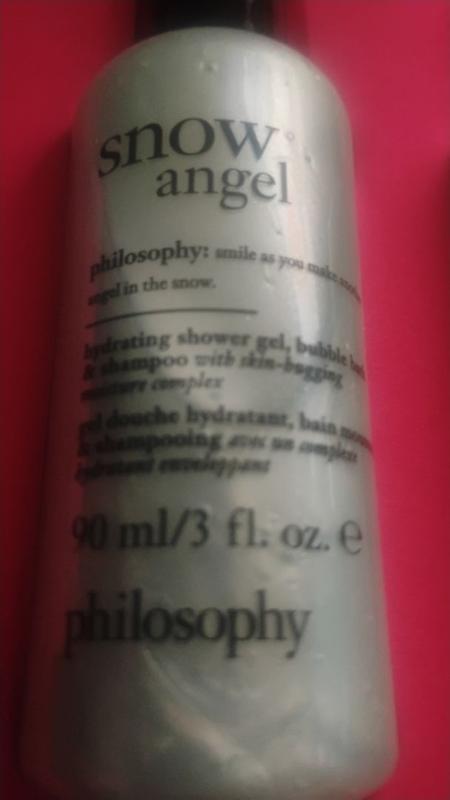 snow
angel
philosophy: smile as you make
angel in the snow.
hydrating shower gel, bubble
& shampoo with skin-hugging
moisture complex
gel douche hydratant, bain
& shampooing avec un complexe
hydratant enveloppant
90 ml/3 fl. oz. ℮
philosophy